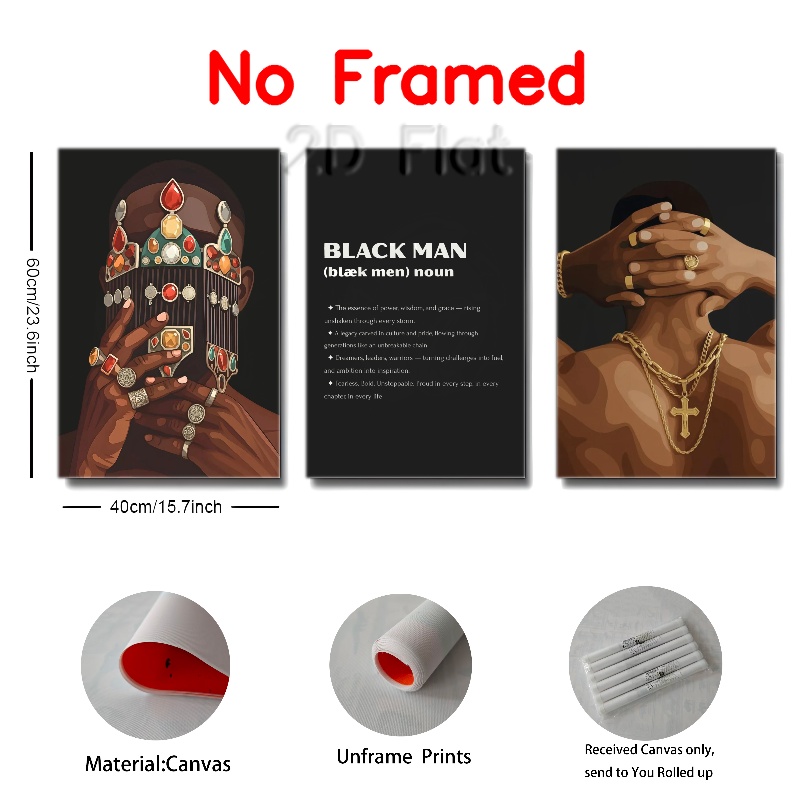 No Framed
2D Flat
60cm/23.6inch
BLACK MAN
(blæk men) noun
✦ The essence of power, wisdom, and grace — rising
unshaken through every storm.
✦ A legacy carved in culture and pride, flowing through
generations like an unbreakable chain.
✦ Dreamers, leaders, warriors — turning challenges into fuel,
and ambition into inspiration.
✦ Fearless. Bold. Unstoppable. Proud in every step, in every
chapter, in every life.
40cm/15.7inch
Material:Canvas
Unframe Prints
Received Canvas only,
send to You Rolled up